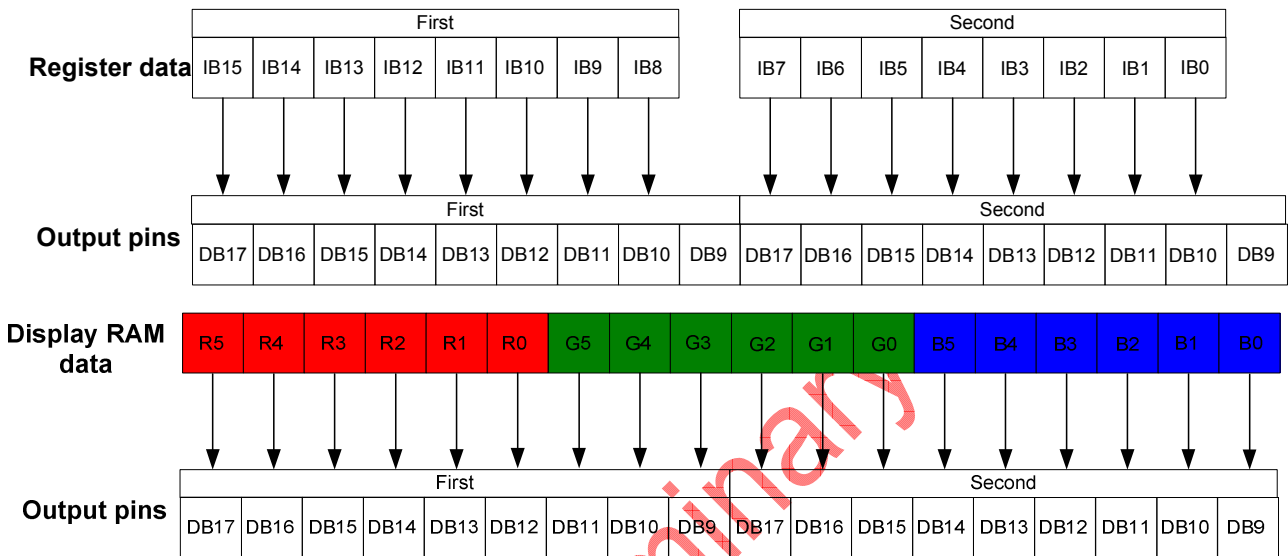 First Second
Register data IB15 IB14 IB13 IB12 IB11 IB10 IB9 IB8 IB7 IB6 IB5 IB4 IB3 IB2 IB1 IB0
First Second
Output pins DB17 DB16 DB15 DB14 DB13 DB12 DB11 DB10 DB9 DB17 DB16 DB15 DB14 DB13 DB12 DB11 DB10 DB9
Display RAM
data
R5 R4 R3 R2 R1 R0 G5 G4 G3 G2 G1 G0 B5 B4 B3 B2 B1 B0
First Second
Output pins DB17 DB16 DB15 DB14 DB13 DB12 DB11 DB10 DB9 DB17 DB16 DB15 DB14 DB13 DB12 DB11 DB10 DB9